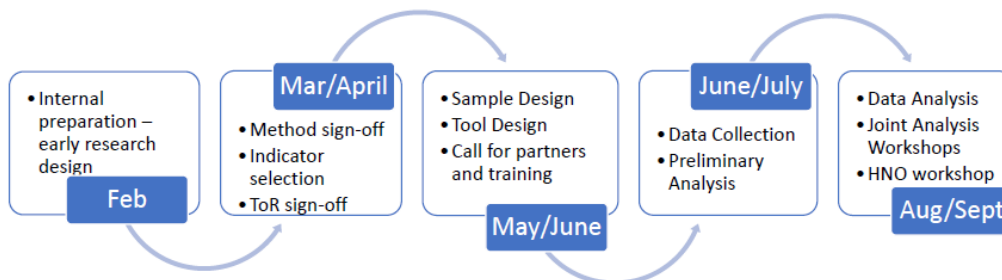 • Internal
preparation –
early research
design
Feb
Mar/April
• Method sign-off
• Indicator
selection
• ToR sign-off
• Sample Design
• Tool Design
• Call for partners
and training
May/June
June/July
• Data Collection
• Preliminary
Analysis
• Data Analysis
• Joint Analysis
Workshops
• HNO workshop
Aug/Sept